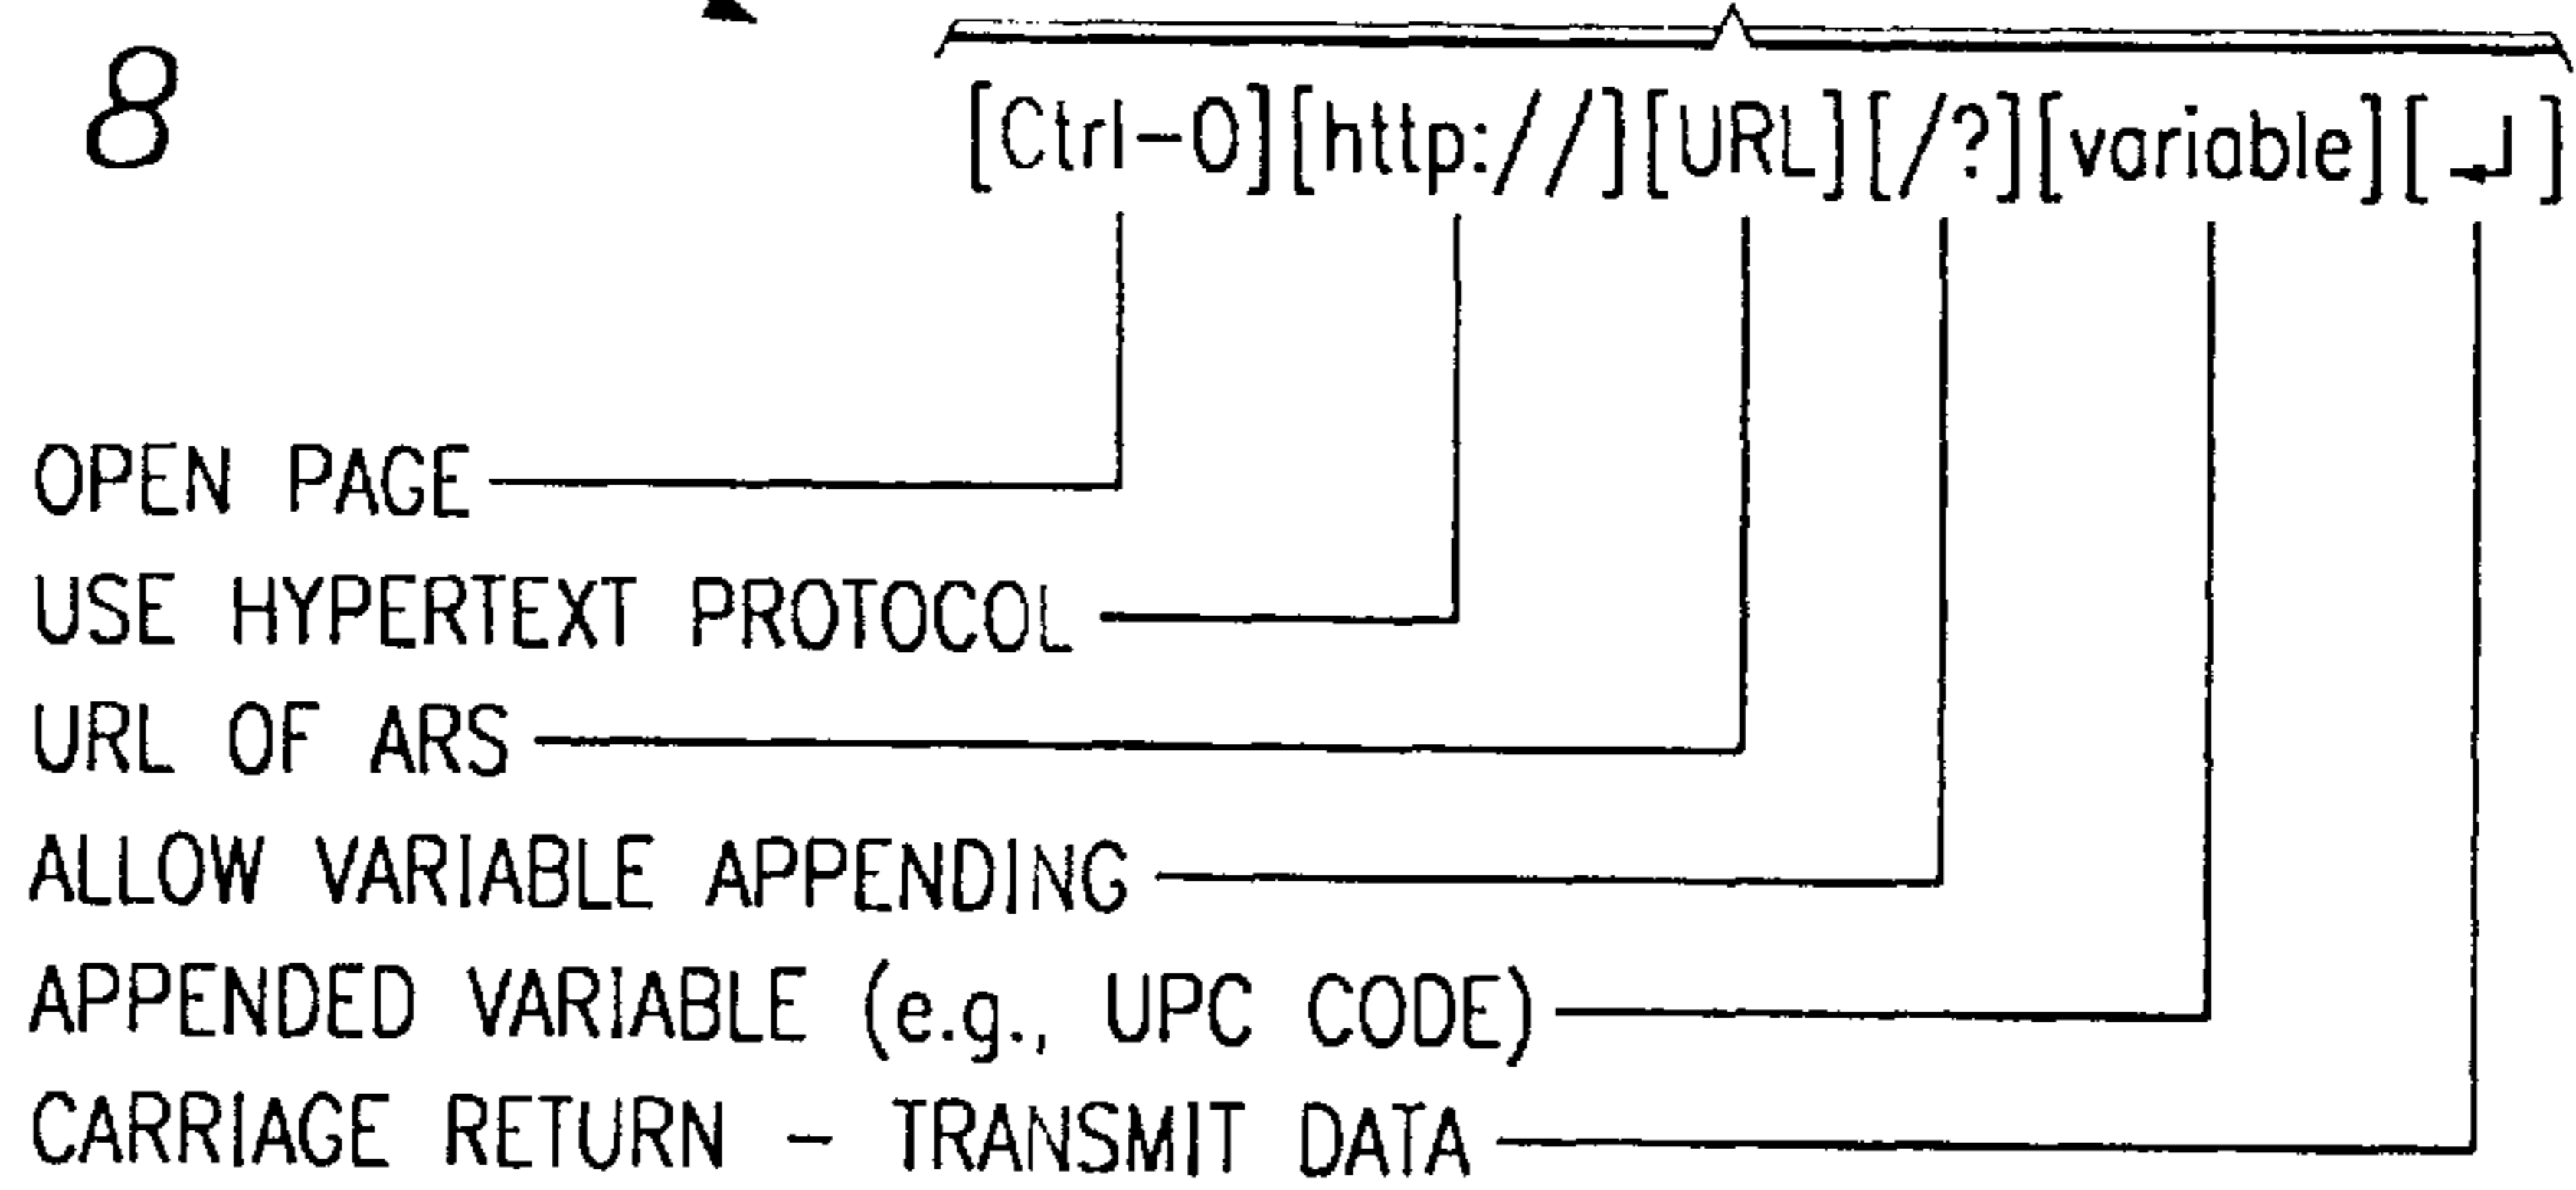 8
[Ctrl-O][http://][URL][/?][variable][↵]
OPEN PAGE
USE HYPERTEXT PROTOCOL
URL OF ARS
ALLOW VARIABLE APPENDING
APPENDED VARIABLE (e.g., UPC CODE)
CARRIAGE RETURN - TRANSMIT DATA